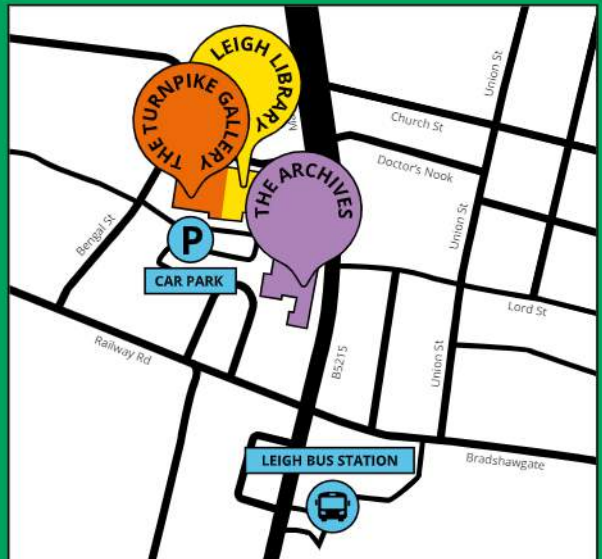 LEIGH LIBRARY
THE TURNPIKE GALLERY
THE ARCHIVES
Union St
Church St
Doctor's Nook
Bengal St
P
CAR PARK
Union St
Lord St
Railway Rd
B5215
Union St
LEIGH BUS STATION
Bradshawgate